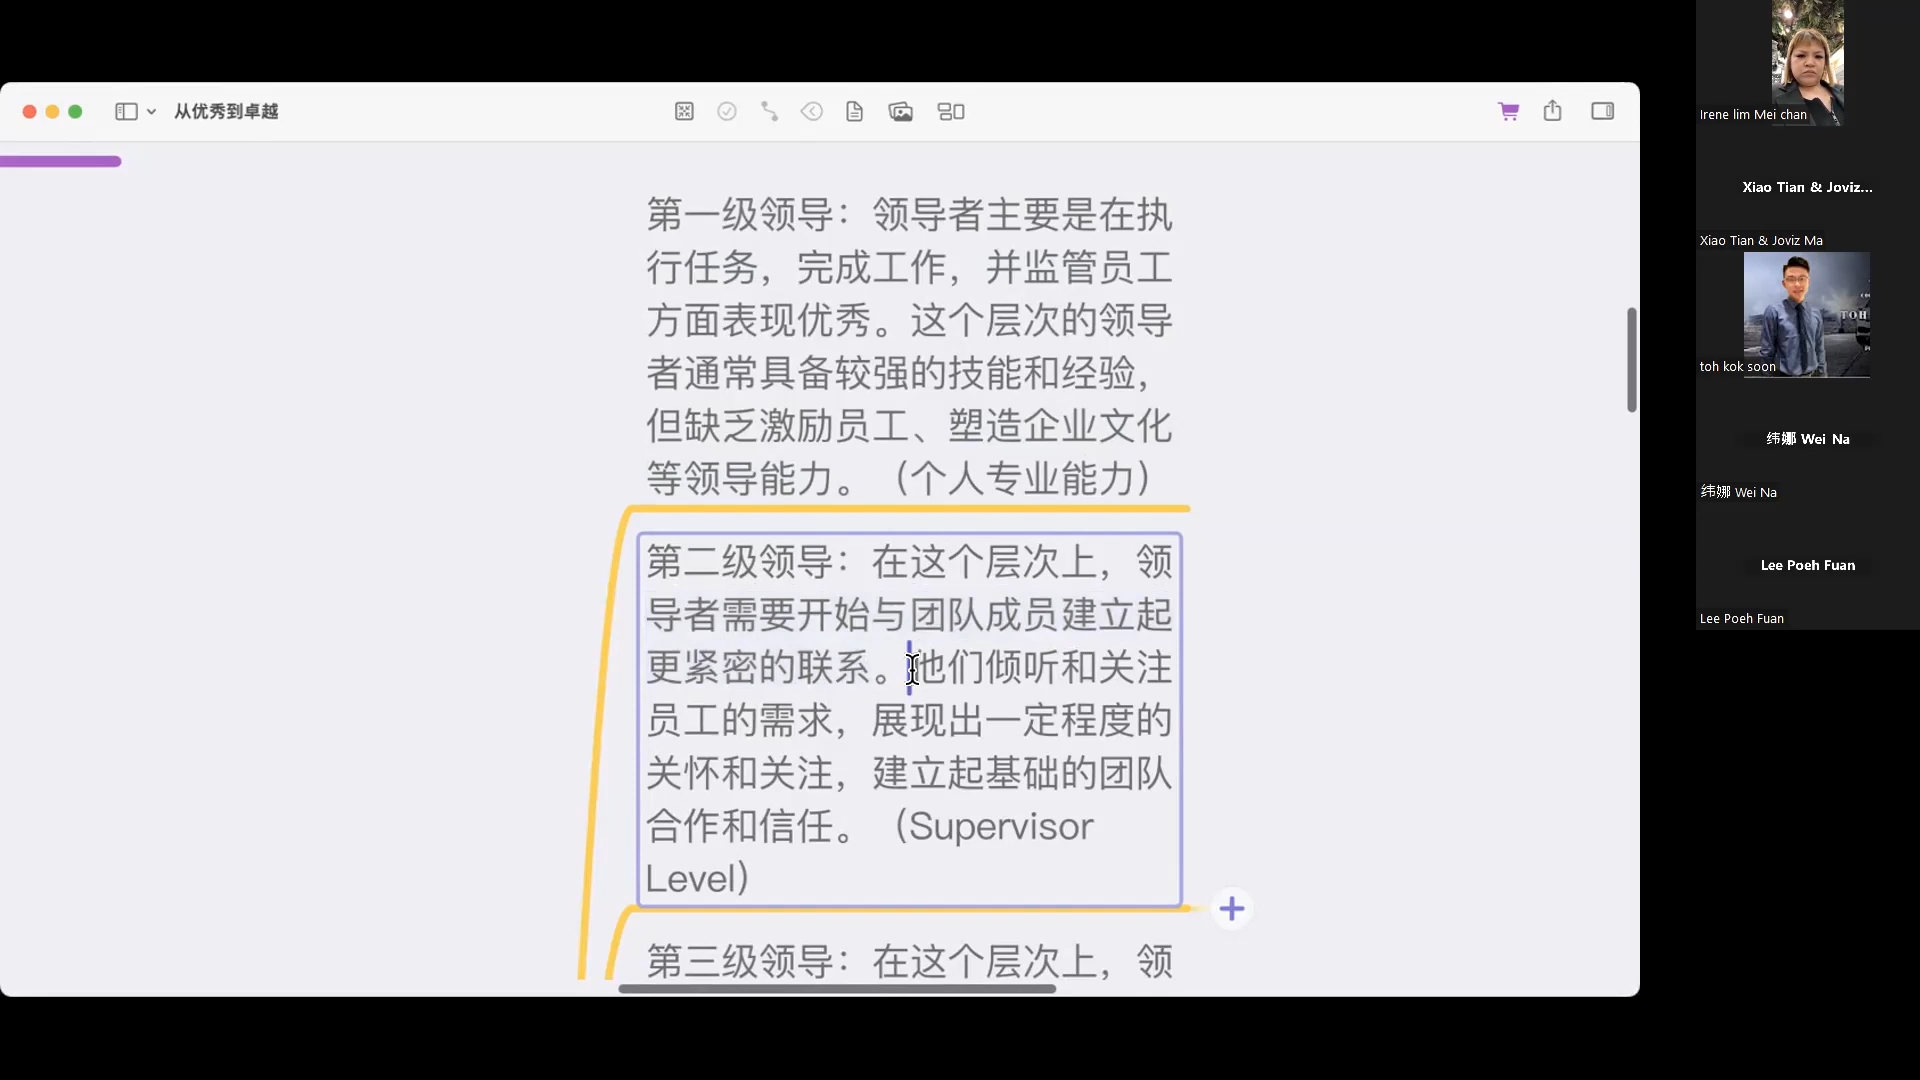 从优秀到卓越
第一级领导：领导者主要是在执
行任务，完成工作，并监管员工
方面表现优秀。这个层次的领导
者通常具备较强的技能和经验，
但缺乏激励员工、塑造企业文化
等领导能力。（个人专业能力）
第二级领导：在这个层次上，领
导者需要开始与团队成员建立起
更紧密的联系。他们倾听和关注
员工的需求，展现出一定程度的
关怀和关注，建立起基础的团队
合作和信任。（Supervisor
Level）
第三级领导：在这个层次上，领
Irene lim Mei chan
Xiao Tian & Joviz...
Xiao Tian & Joviz Ma
TOH
toh kok soon
纬娜 Wei Na
纬娜 Wei Na
Lee Poeh Fuan
Lee Poeh Fuan